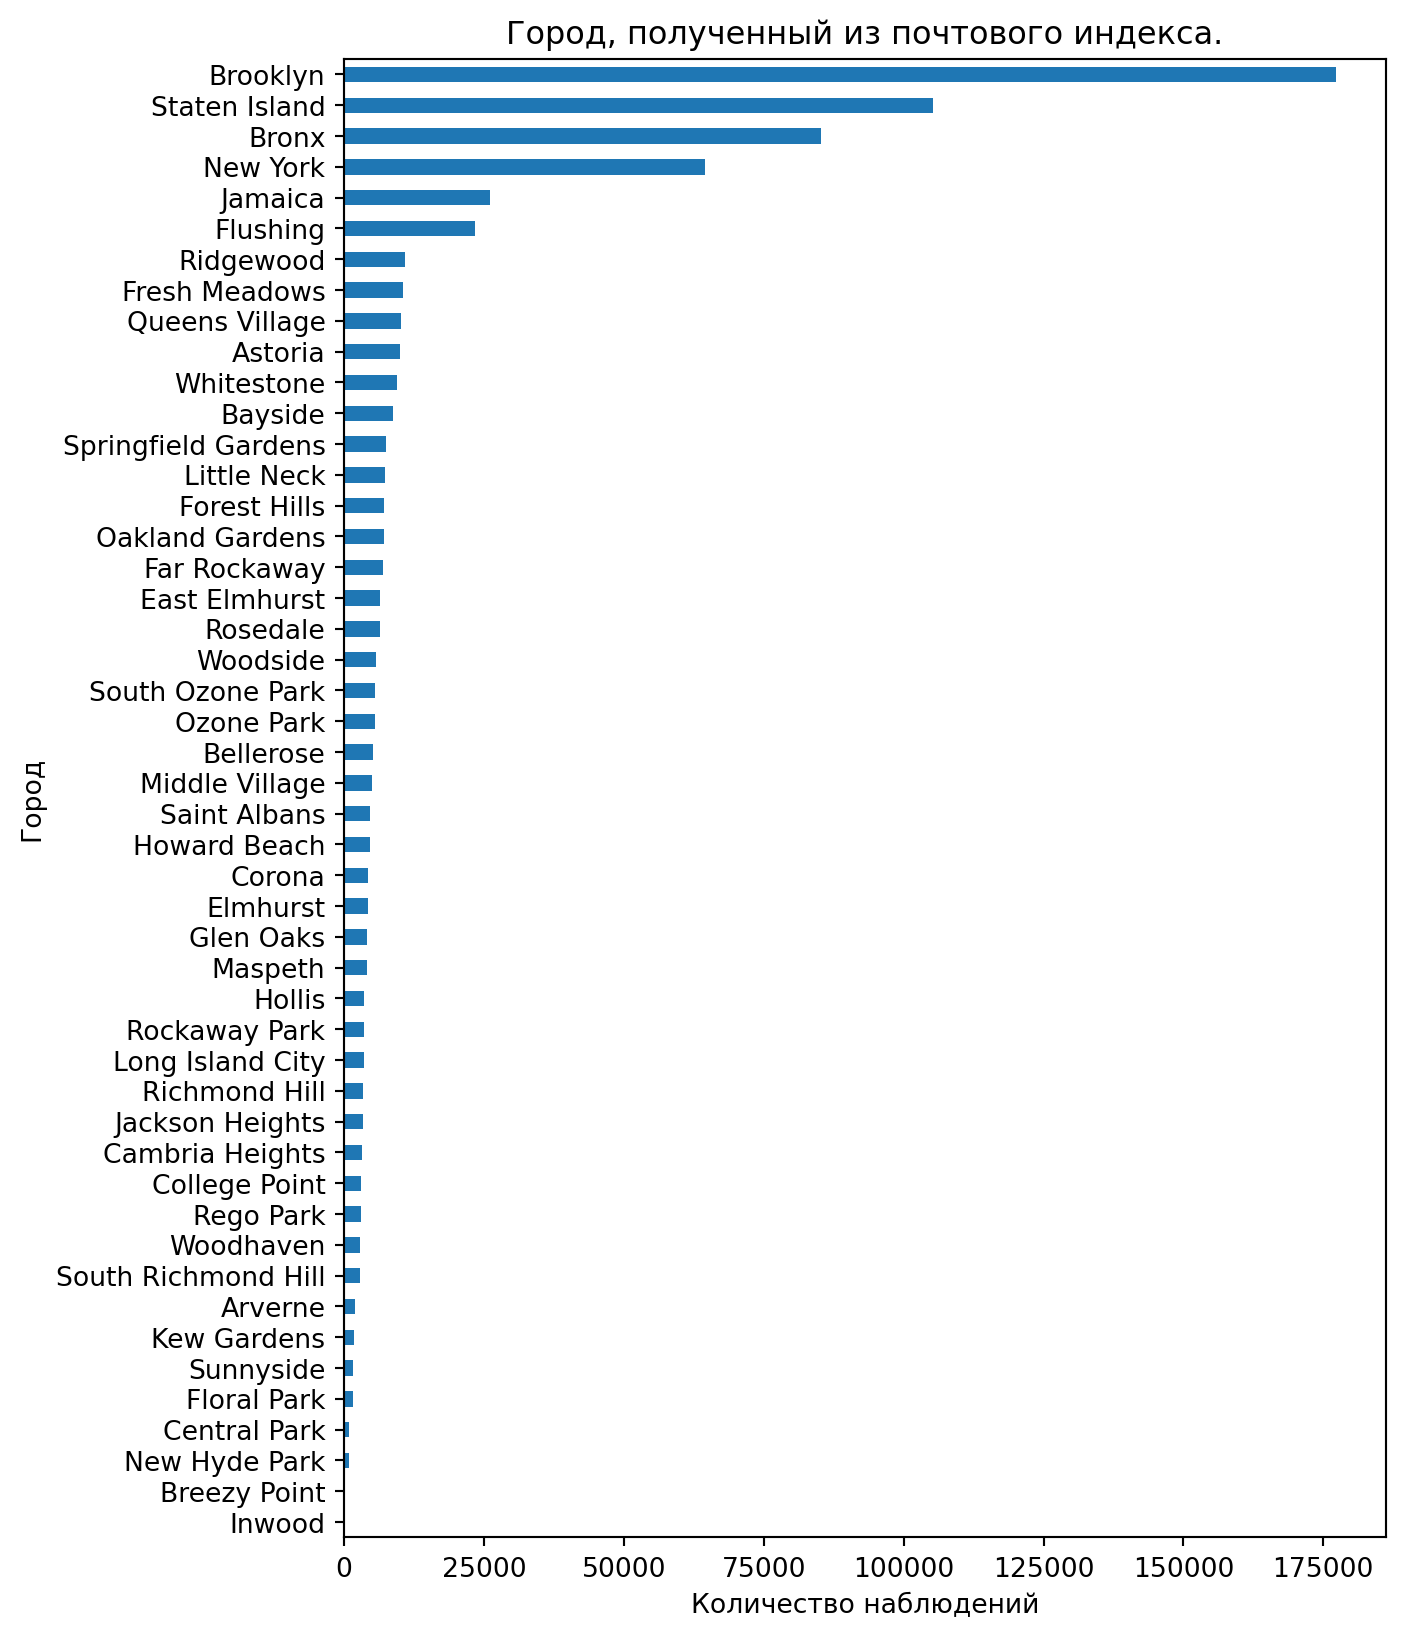 Город, полученный из почтового индекса.
Brooklyn
Staten Island
Bronx
New York
Jamaica
Flushing
Ridgewood
Fresh Meadows
Queens Village
Astoria
Whitestone
Bayside
Springfield Gardens
Little Neck
Forest Hills
Oakland Gardens
Far Rockaway
East Elmhurst
Rosedale
Woodside
South Ozone Park
Ozone Park
Bellerose
Middle Village
Saint Albans
Howard Beach
Corona
Elmhurst
Glen Oaks
Maspeth
Hollis
Rockaway Park
Long Island City
Richmond Hill
Jackson Heights
Cambria Heights
College Point
Rego Park
Woodhaven
South Richmond Hill
Arverne
Kew Gardens
Sunnyside
Floral Park
Central Park
New Hyde Park
Breezy Point
Inwood
Город
0 25000 50000 75000 100000 125000 150000 175000
Количество наблюдений